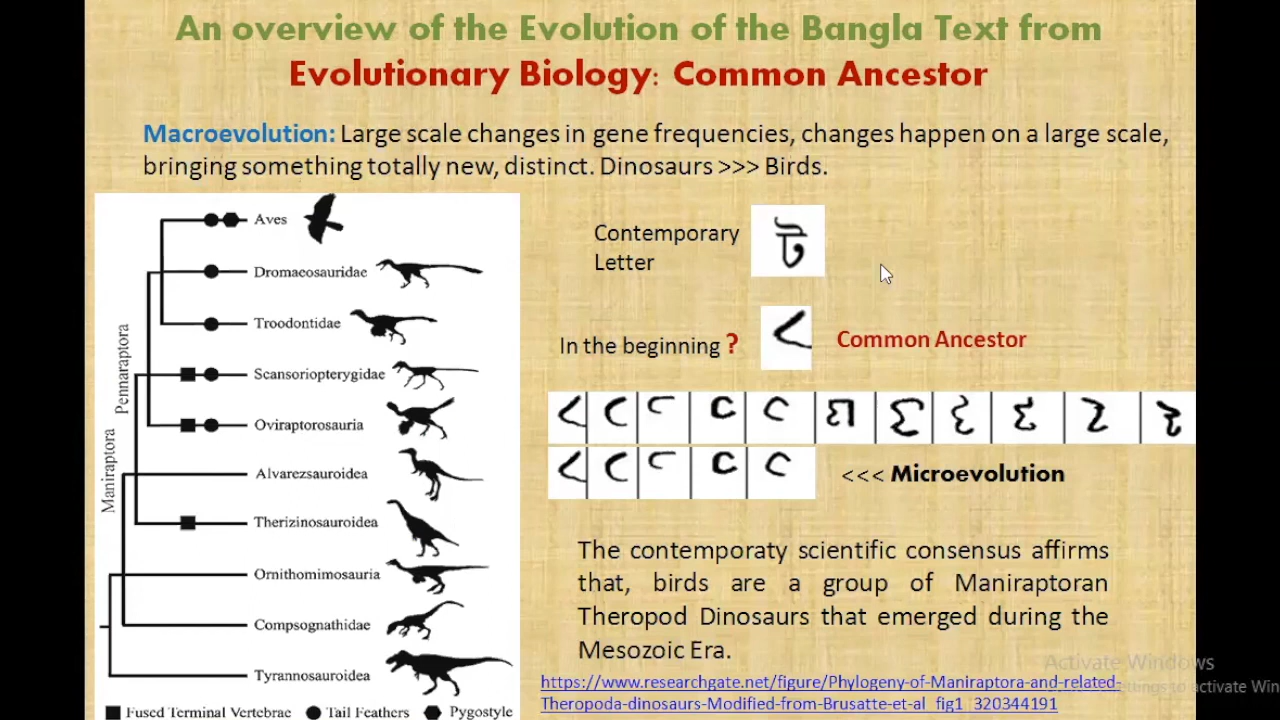 An overview of the Evolution of the Bangla Text from
Evolutionary Biology: Common Ancestor
Macroevolution: Large scale changes in gene frequencies, changes happen on a large scale,
bringing something totally new, distinct. Dinosaurs >>> Birds.
Pennaraptora
Maniraptora
Aves
Dromaeosauridae
Troodontidae
Scansoriopterygidae
Oviraptorosauria
Alvarezsauroidea
Therizinosauroidea
Ornithomimosauria
Compsognathidae
Tyrannosauroidea
Fused Terminal Vertebrae Tail Feathers Pygostyle
Contemporary
Letter
ট
In the beginning ?
Common Ancestor
<<< Microevolution
The contemporaty scientific consensus affirms
that, birds are a group of Maniraptoran
Theropod Dinosaurs that emerged during the
Mesozoic Era.
https://www.researchgate.net/figure/Phylogeny-of-Maniraptora-and-related-
Theropoda-dinosaurs-Modified-from-Brusatte-et-al_fig1_320344191
Activate Windows
ettings to activate Win